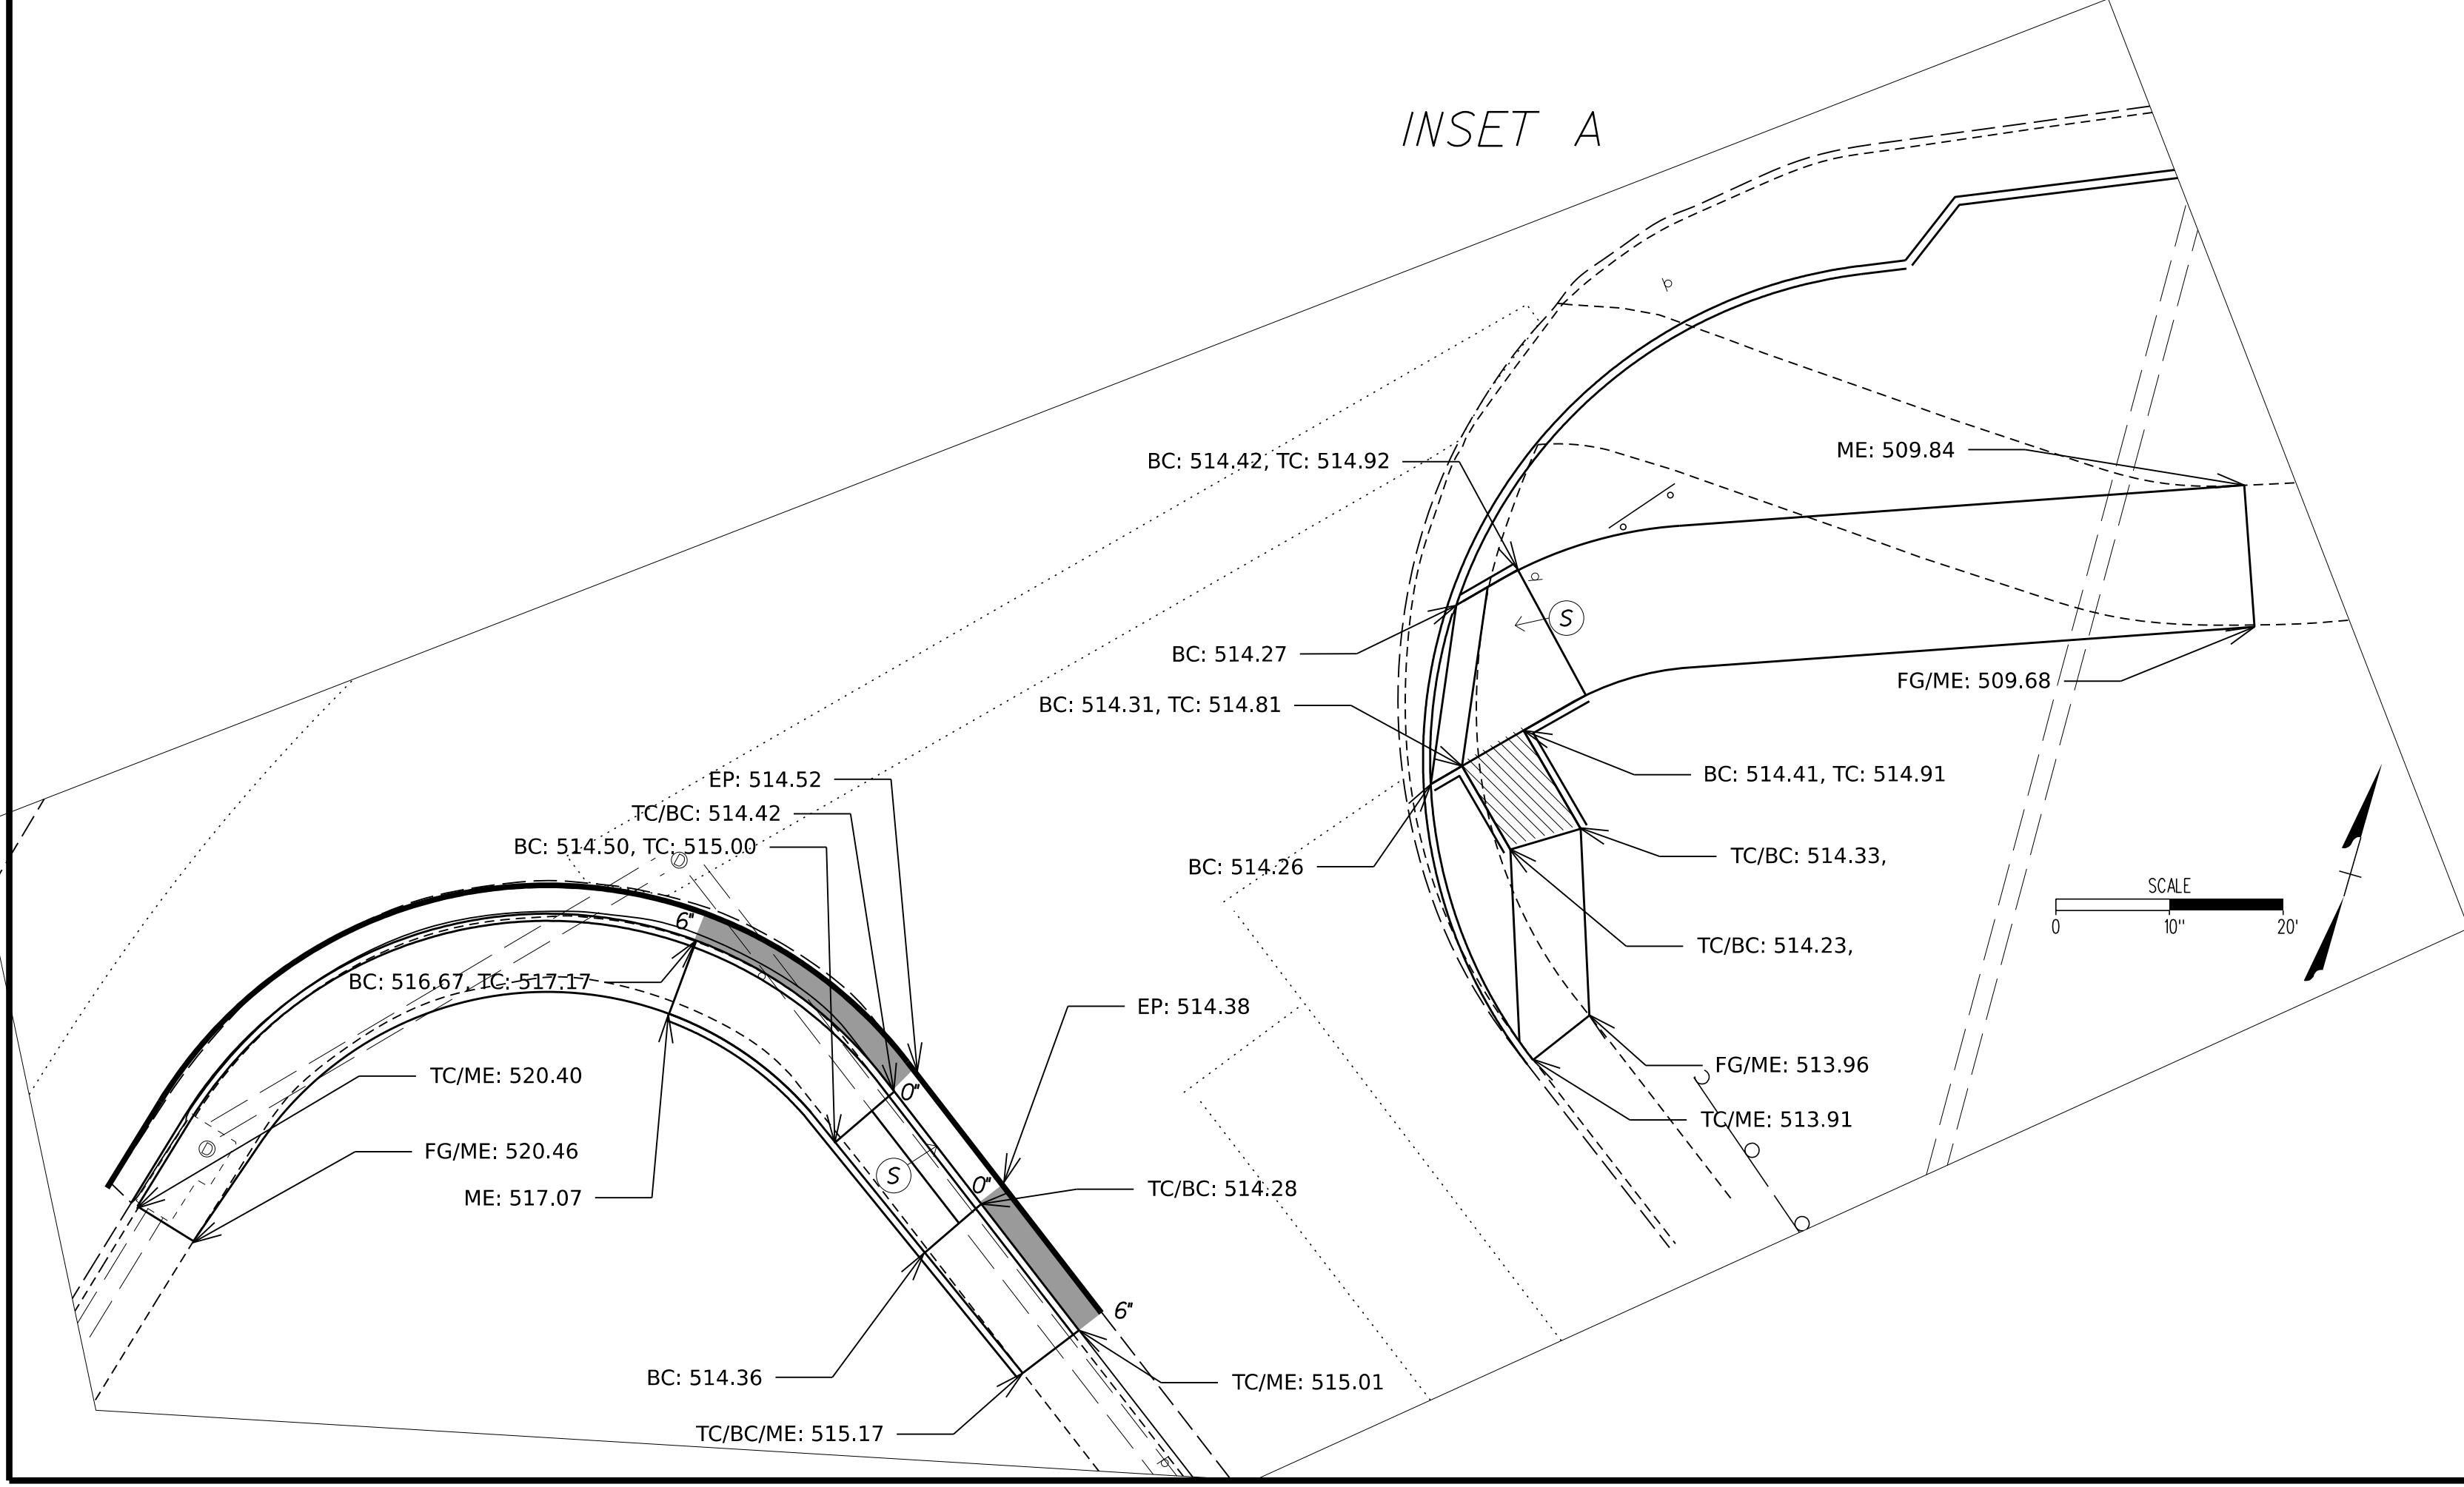 INSET A
BC: 514.42, TC: 514.92
ME: 509.84
S
BC: 514.27
FG/ME: 509.68
BC: 514.31, TC: 514.81
EP: 514.52
BC: 514.41, TC: 514.91
TC/BC: 514.42
BC: 514.50, TC: 515.00
D
TC/BC: 514.33,
BC: 514.26
SCALE
0 10" 20'
6"
TC/BC: 514.23,
BC: 516.67, TC: 517.17
EP: 514.38
TC/ME: 520.40
0"
FG/ME: 513.96
TC/ME: 513.91
D
FG/ME: 520.46
S
0"
TC/BC: 514.28
ME: 517.07
6"
BC: 514.36
TC/ME: 515.01
TC/BC/ME: 515.17